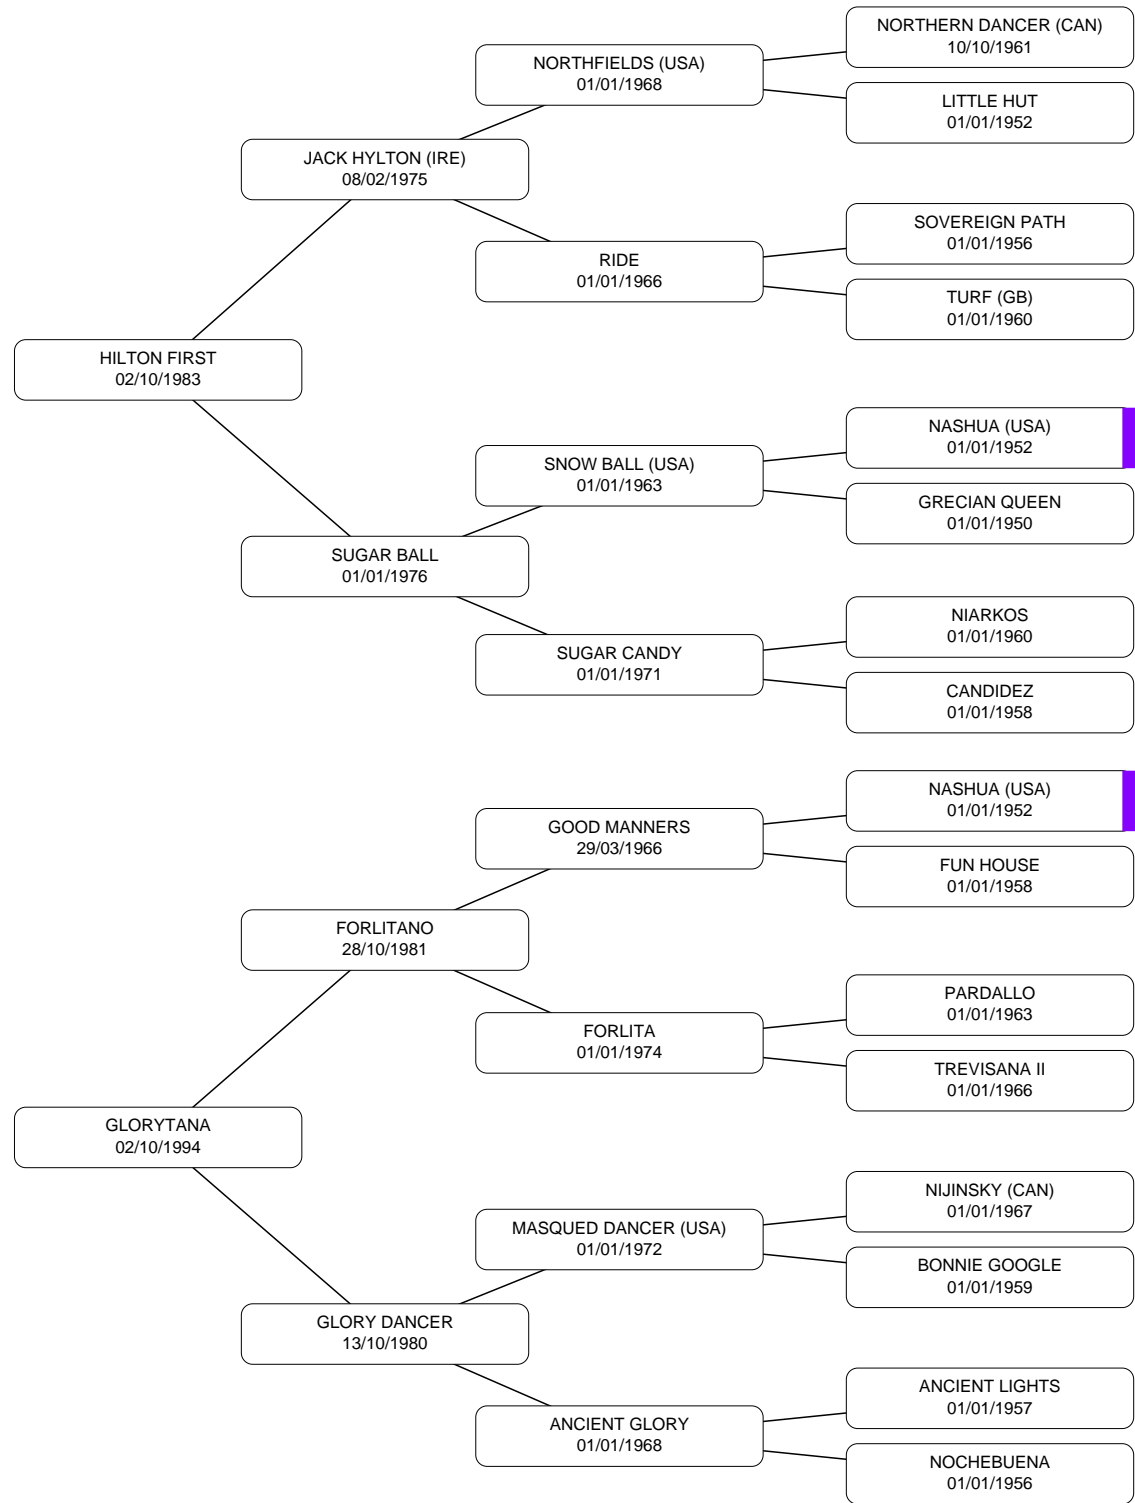 NORTHERN DANCER (CAN)
10/10/1961
NORTHFIELDS (USA)
01/01/1968
LITTLE HUT
01/01/1952
JACK HYLTON (IRE)
08/02/1975
SOVEREIGN PATH
01/01/1956
RIDE
01/01/1966
TURF (GB)
01/01/1960
HILTON FIRST
02/10/1983
NASHUA (USA)
01/01/1952
SNOW BALL (USA)
01/01/1963
GRECIAN QUEEN
01/01/1950
SUGAR BALL
01/01/1976
NIARKOS
01/01/1960
SUGAR CANDY
01/01/1971
CANDIDEZ
01/01/1958
NASHUA (USA)
01/01/1952
GOOD MANNERS
29/03/1966
FUN HOUSE
01/01/1958
FORLITANO
28/10/1981
PARDALLO
01/01/1963
FORLITA
01/01/1974
TREVISANA II
01/01/1966
GLORYTANA
02/10/1994
NIJINSKY (CAN)
01/01/1967
MASQUED DANCER (USA)
01/01/1972
BONNIE GOOGLE
01/01/1959
GLORY DANCER
13/10/1980
ANCIENT LIGHTS
01/01/1957
ANCIENT GLORY
01/01/1968
NOCHEBUENA
01/01/1956